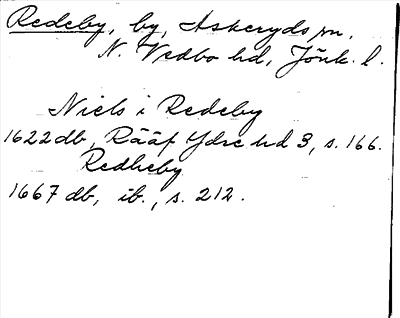 Redeby, by, Askeryds sn,
N. Vedbo hd, Jönk. l.
Niels i Redeby
1622 db, Rääf Ydre hd 3, s. 166.
Redheby
1667 db, ib., s. 212.